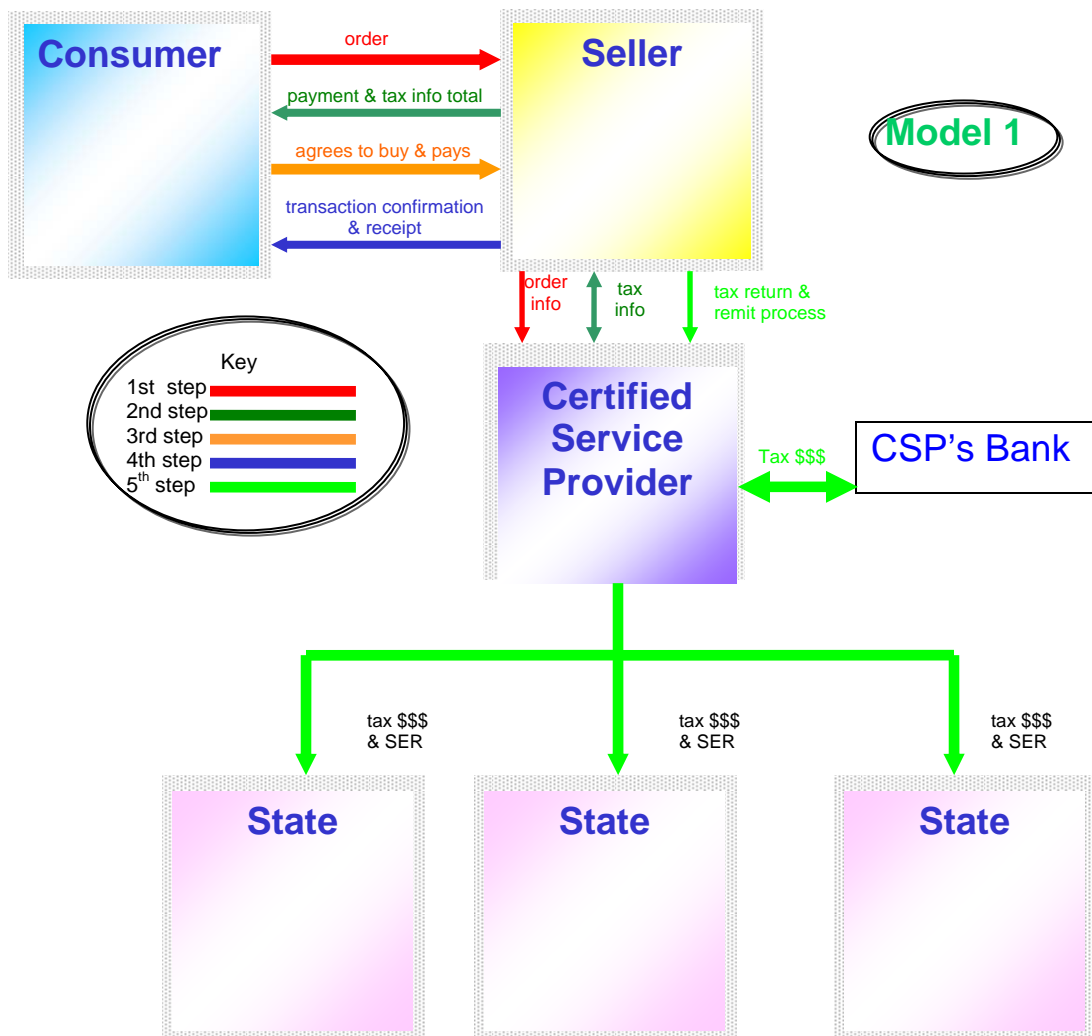 Consumer
order
payment & tax info total
agrees to buy & pays
transaction confirmation
& receipt
Seller
Model 1
order
info
tax
info
tax return &
remit process
Key
1st step
2nd step
3rd step
4th step
5th step
Certified
Service
Provider
Tax $$$
CSP’s Bank
tax $$$
& SER
tax $$$
& SER
tax $$$
& SER
State
State
State